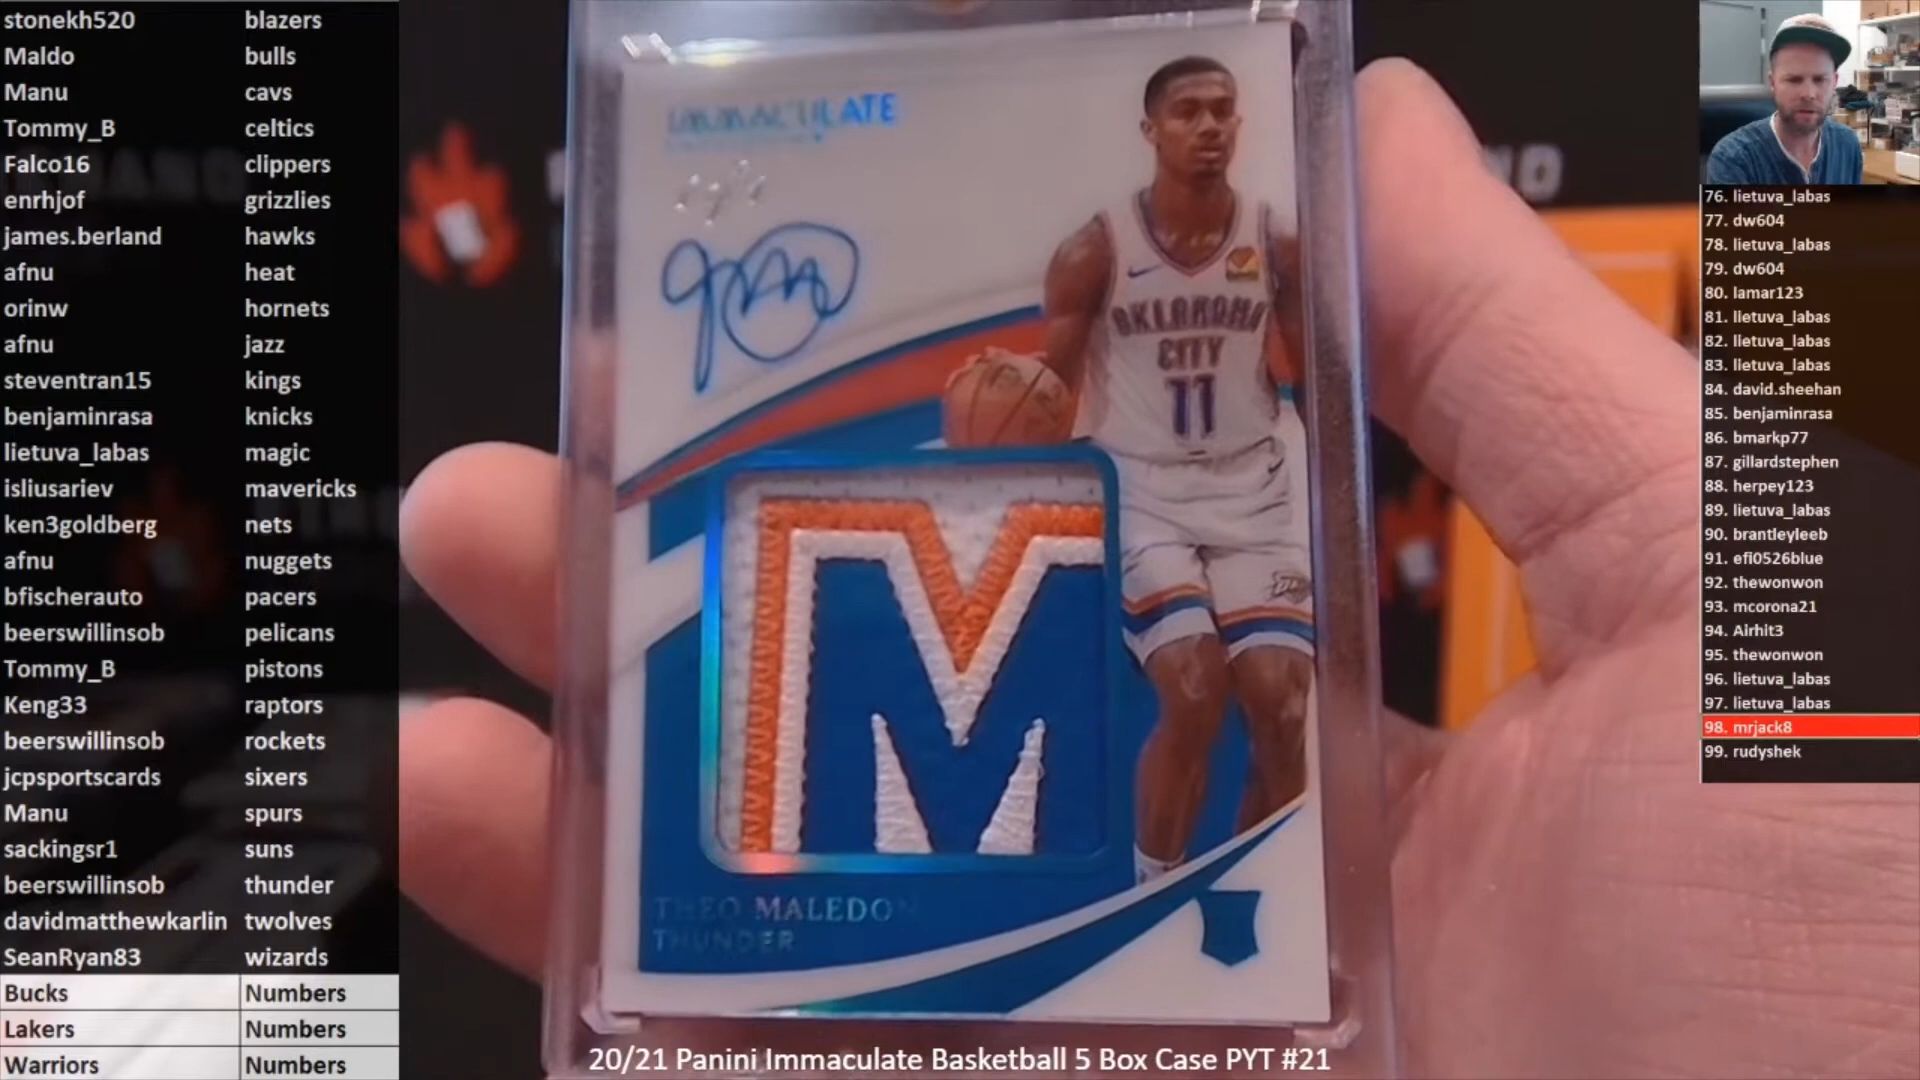 stonekh520 blazers
Maldo bulls
Manu cavs
Tommy_B celtics
Falco16 clippers
enrhjof grizzlies
james.berland hawks
afnu heat
orinw hornets
afnu jazz
steventran15 kings
benjaminrasa knicks
lietuva_labas magic
isliusariev mavericks
ken3goldberg nets
afnu nuggets
bfischerauto pacers
beerswillinsob pelicans
Tommy_B pistons
Keng33 raptors
beerswillinsob rockets
jcpsportscards sixers
Manu spurs
sackingsr1 suns
beerswillinsob thunder
davidmatthewkarlin twolves
SeanRyan83 wizards
Bucks Numbers
Lakers Numbers
Warriors Numbers
IMMACULATE
OKLAHOMA
CITY
11
M
THEO MALEDON
THUNDER
20/21 Panini Immaculate Basketball 5 Box Case PYT #21
76. lietuva_labas
77. dw604
78. lietuva_labas
79. dw604
80. lamar123
81. lietuva_labas
82. lietuva_labas
83. lietuva_labas
84. david.sheehan
85. benjaminrasa
86. bmarkp77
87. gillardstephen
88. herpey123
89. lietuva_labas
90. brantleyleeb
91. efi0526blue
92. thewonwon
93. mcorona21
94. Airhit3
95. thewonwon
96. lietuva_labas
97. lietuva_labas
98. mrjack8
99. rudyshek